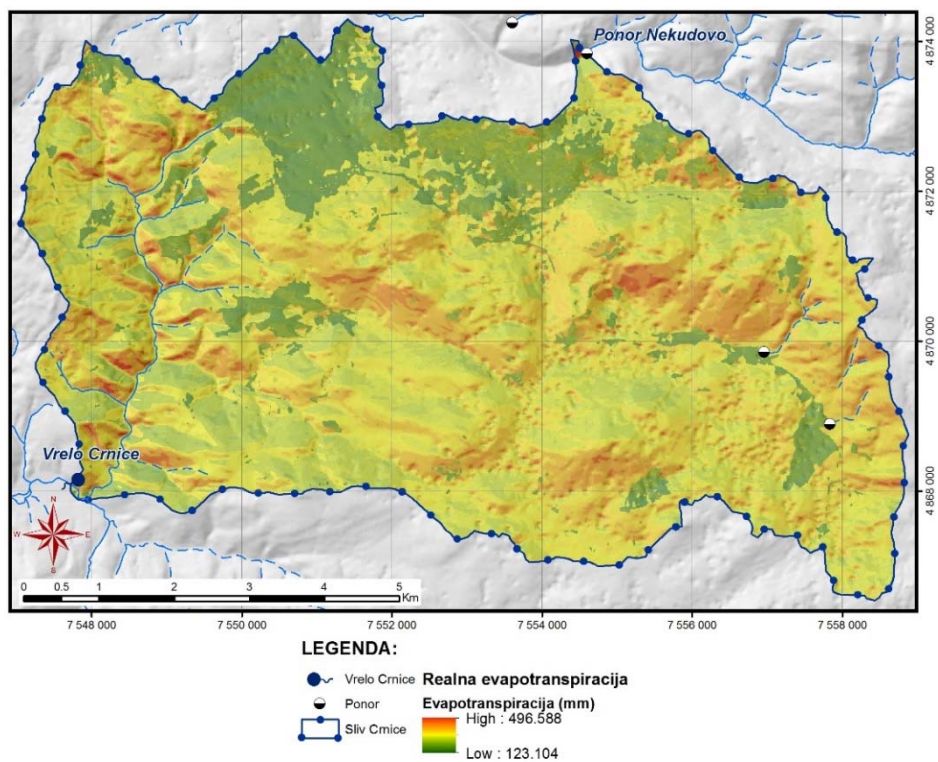 Ponor Nekudovo
4 874 000
4 872 000
4 870 000
Vrelo Crnice
4 868 000
N
W E
S
0 0.5 1 2 3 4 5
Km
7 548 000 7 550 000 7 552 000 7 554 000 7 556 000 7 558 000
LEGENDA:
Vrelo Crnice Realna evapotranspiracija
Ponor Evapotranspiracija (mm)
High : 496.588
Sliv Crnice
Low : 123.104